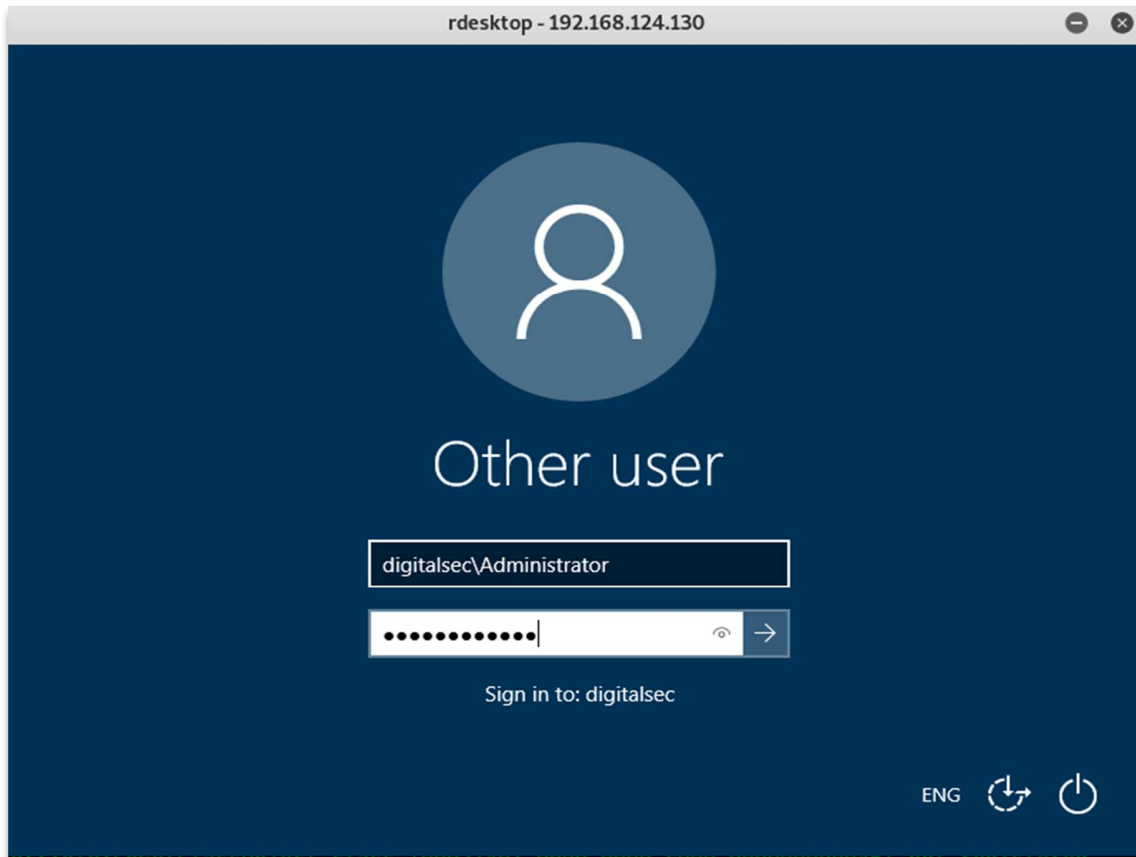 rdesktop - 192.168.124.130
Other user
digitalsec\Administrator
••••••••••••
Sign in to: digitalsec
ENG